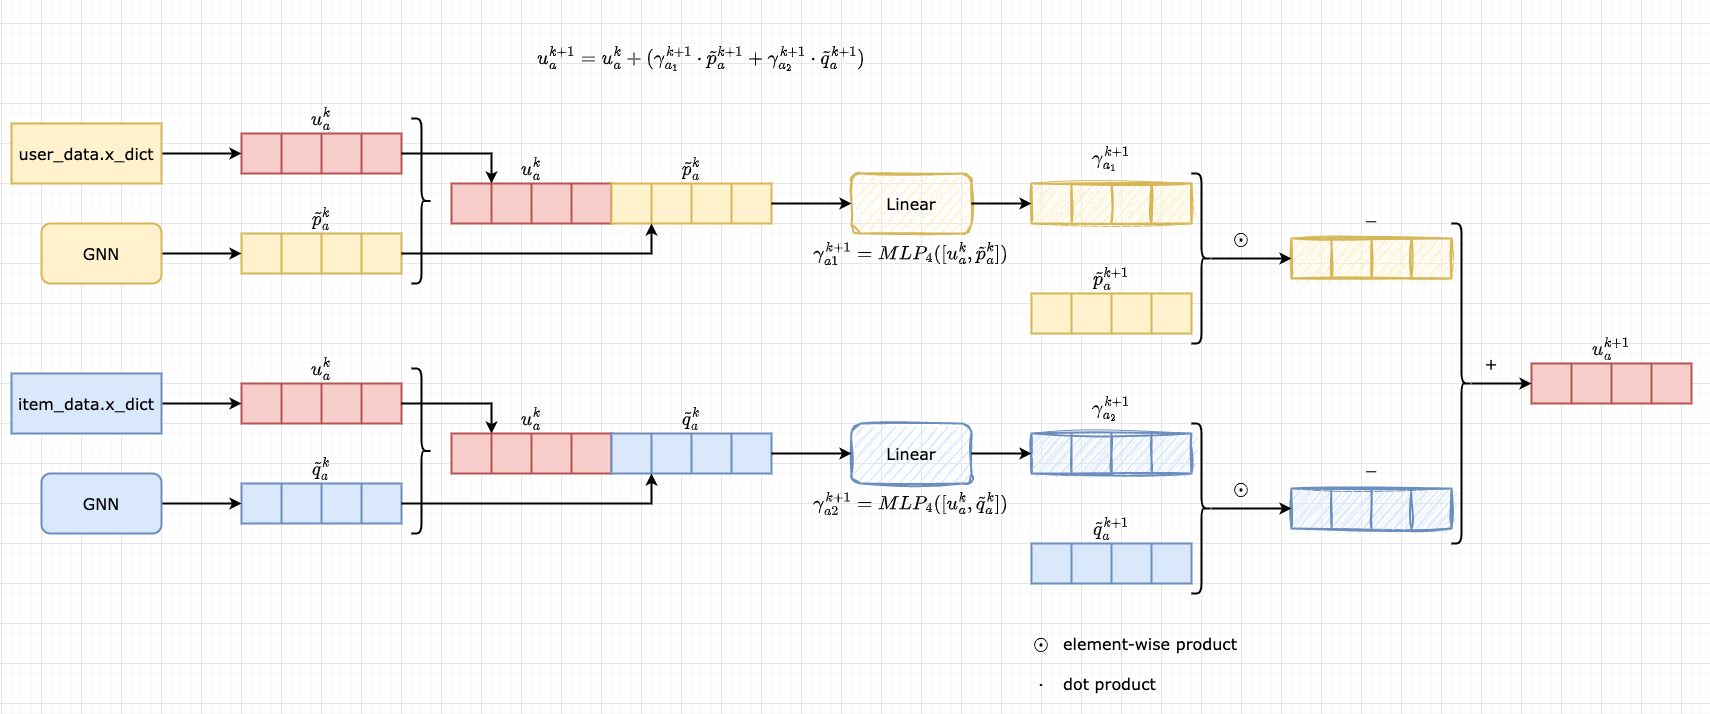 $u_a^{k+1} = u_a^k + (\gamma_{a_1}^{k+1} \cdot \tilde{p}_a^{k+1} + \gamma_{a_2}^{k+1} \cdot \tilde{q}_a^{k+1})$
user_data.x_dict
$u_a^k$
GNN
$\tilde{p}_a^k$
$u_a^k$
$\tilde{p}_a^k$
Linear
$\gamma_{a1}^{k+1} = MLP_4([u_a^k, \tilde{p}_a^k])$
$\gamma_{a_1}^{k+1}$
$\tilde{p}_a^{k+1}$
⊙
–
item_data.x_dict
$u_a^k$
GNN
$\tilde{q}_a^k$
$u_a^k$
$\tilde{q}_a^k$
Linear
$\gamma_{a2}^{k+1} = MLP_4([u_a^k, \tilde{q}_a^k])$
$\gamma_{a_2}^{k+1}$
$\tilde{q}_a^{k+1}$
⊙
–
+
$u_a^{k+1}$
⊙ element-wise product
· dot product